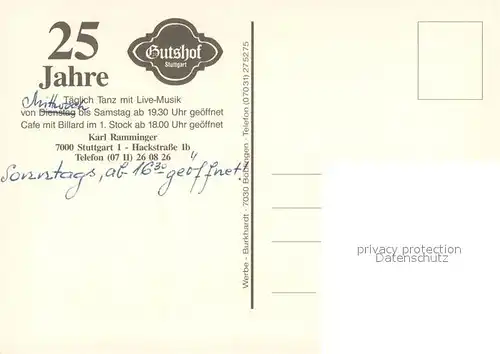 25
Jahre
Gutshof
Stuttgart
Mittwoch
Täglich Tanz mit Live-Musik
von Dienstag bis Samstag ab 19.30 Uhr geöffnet
Cafe mit Billard im 1. Stock ab 18.00 Uhr geöffnet
Karl Ramminger
7000 Stuttgart 1 - Hackstraße 1b
Telefon (07 11) 26 08 26
Sonntags, ab 16³⁰ geöffnet!
Werbe - Burkhardt - 7030 Böblingen - Telefon (07031) 275275
privacy protection
Datenschutz